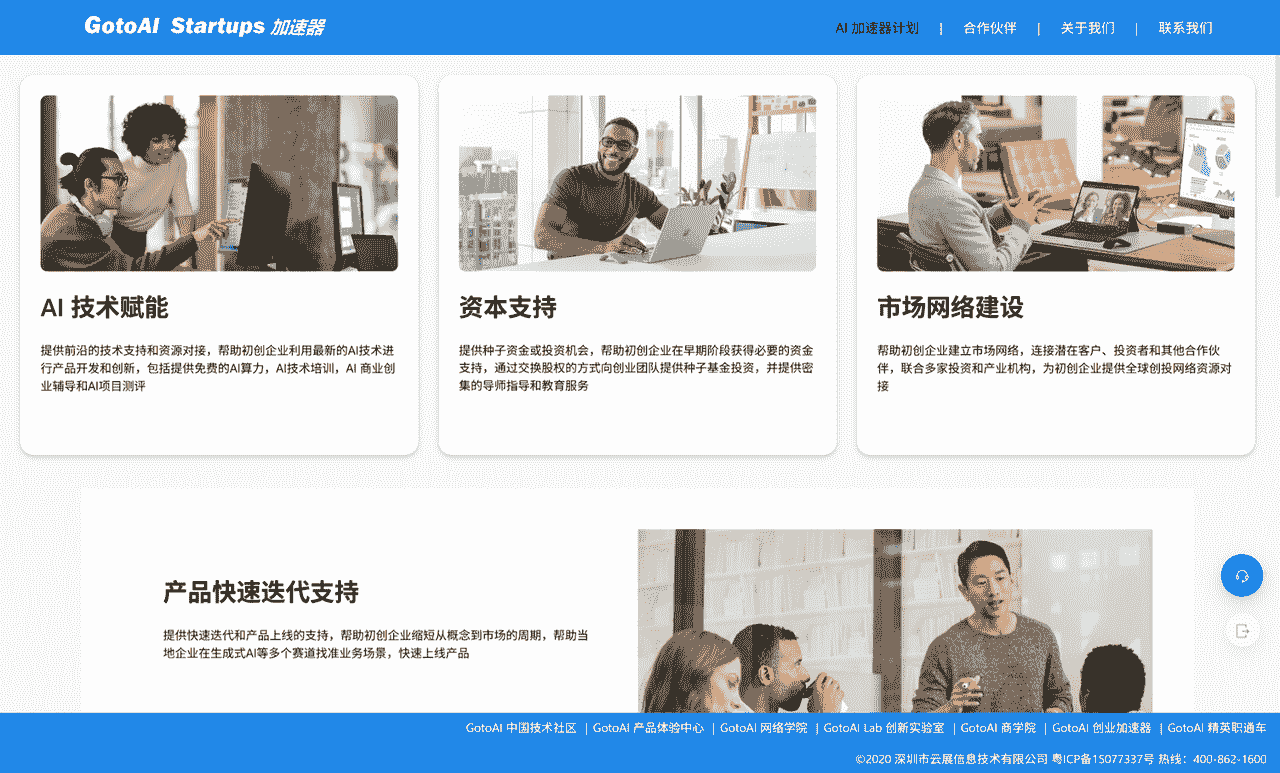 GotoAI Startups 加速器
AI 加速器计划 | 合作伙伴 | 关于我们 | 联系我们
AI 技术赋能
提供前沿的技术支持和资源对接，帮助初创企业利用最新的AI技术进
行产品开发和创新，包括提供免费的AI算力，AI技术培训，AI 商业创
业辅导和AI项目测评
资本支持
提供种子资金或投资机会，帮助初创企业在早期阶段获得必要的资金
支持，通过交换股权的方式向创业团队提供种子基金投资，并提供密
集的导师指导和教育服务
市场网络建设
帮助初创企业建立市场网络，连接潜在客户、投资者和其他合作伙
伴，联合多家投资和产业机构，为初创企业提供全球创投网络资源对
接
产品快速迭代支持
提供快速迭代和产品上线的支持，帮助初创企业缩短从概念到市场的周期，帮助当
地企业在生成式AI等多个赛道找准业务场景，快速上线产品
GotoAI 中国技术社区 | GotoAI 产品体验中心 | GotoAI 网络学院 | GotoAI Lab 创新实验室 | GotoAI 商学院 | GotoAI 创业加速器 | GotoAI 精英职通车
©2020 深圳市云展信息技术有限公司 粤ICP备15077337号 热线：400-862-1600